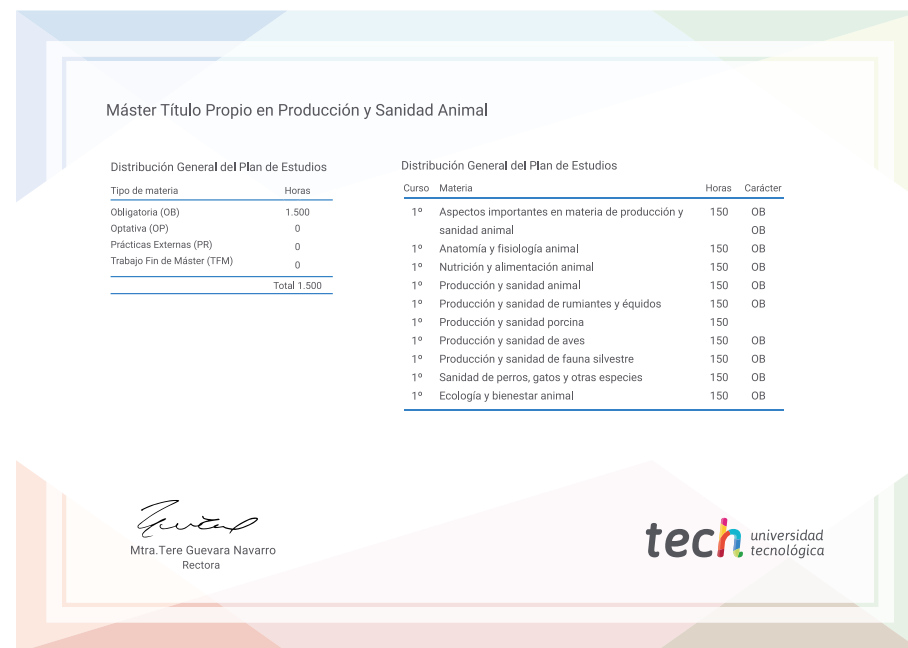 Máster Título Propio en Producción y Sanidad Animal
Distribución General del Plan de Estudios
Tipo de materia Horas
Obligatoria (OB) 1.500
Optativa (OP) 0
Prácticas Externas (PR) 0
Trabajo Fin de Máster (TFM) 0
Total 1.500
Distribución General del Plan de Estudios
Curso Materia Horas Carácter
1º Aspectos importantes en materia de producción y 150 OB
sanidad animal OB
1º Anatomía y fisiología animal 150 OB
1º Nutrición y alimentación animal 150 OB
1º Producción y sanidad animal 150 OB
1º Producción y sanidad de rumiantes y équidos 150 OB
1º Producción y sanidad porcina 150
1º Producción y sanidad de aves 150 OB
1º Producción y sanidad de fauna silvestre 150 OB
1º Sanidad de perros, gatos y otras especies 150 OB
1º Ecología y bienestar animal 150 OB
Mtra.Tere Guevara Navarro
Rectora
tech universidad
tecnológica